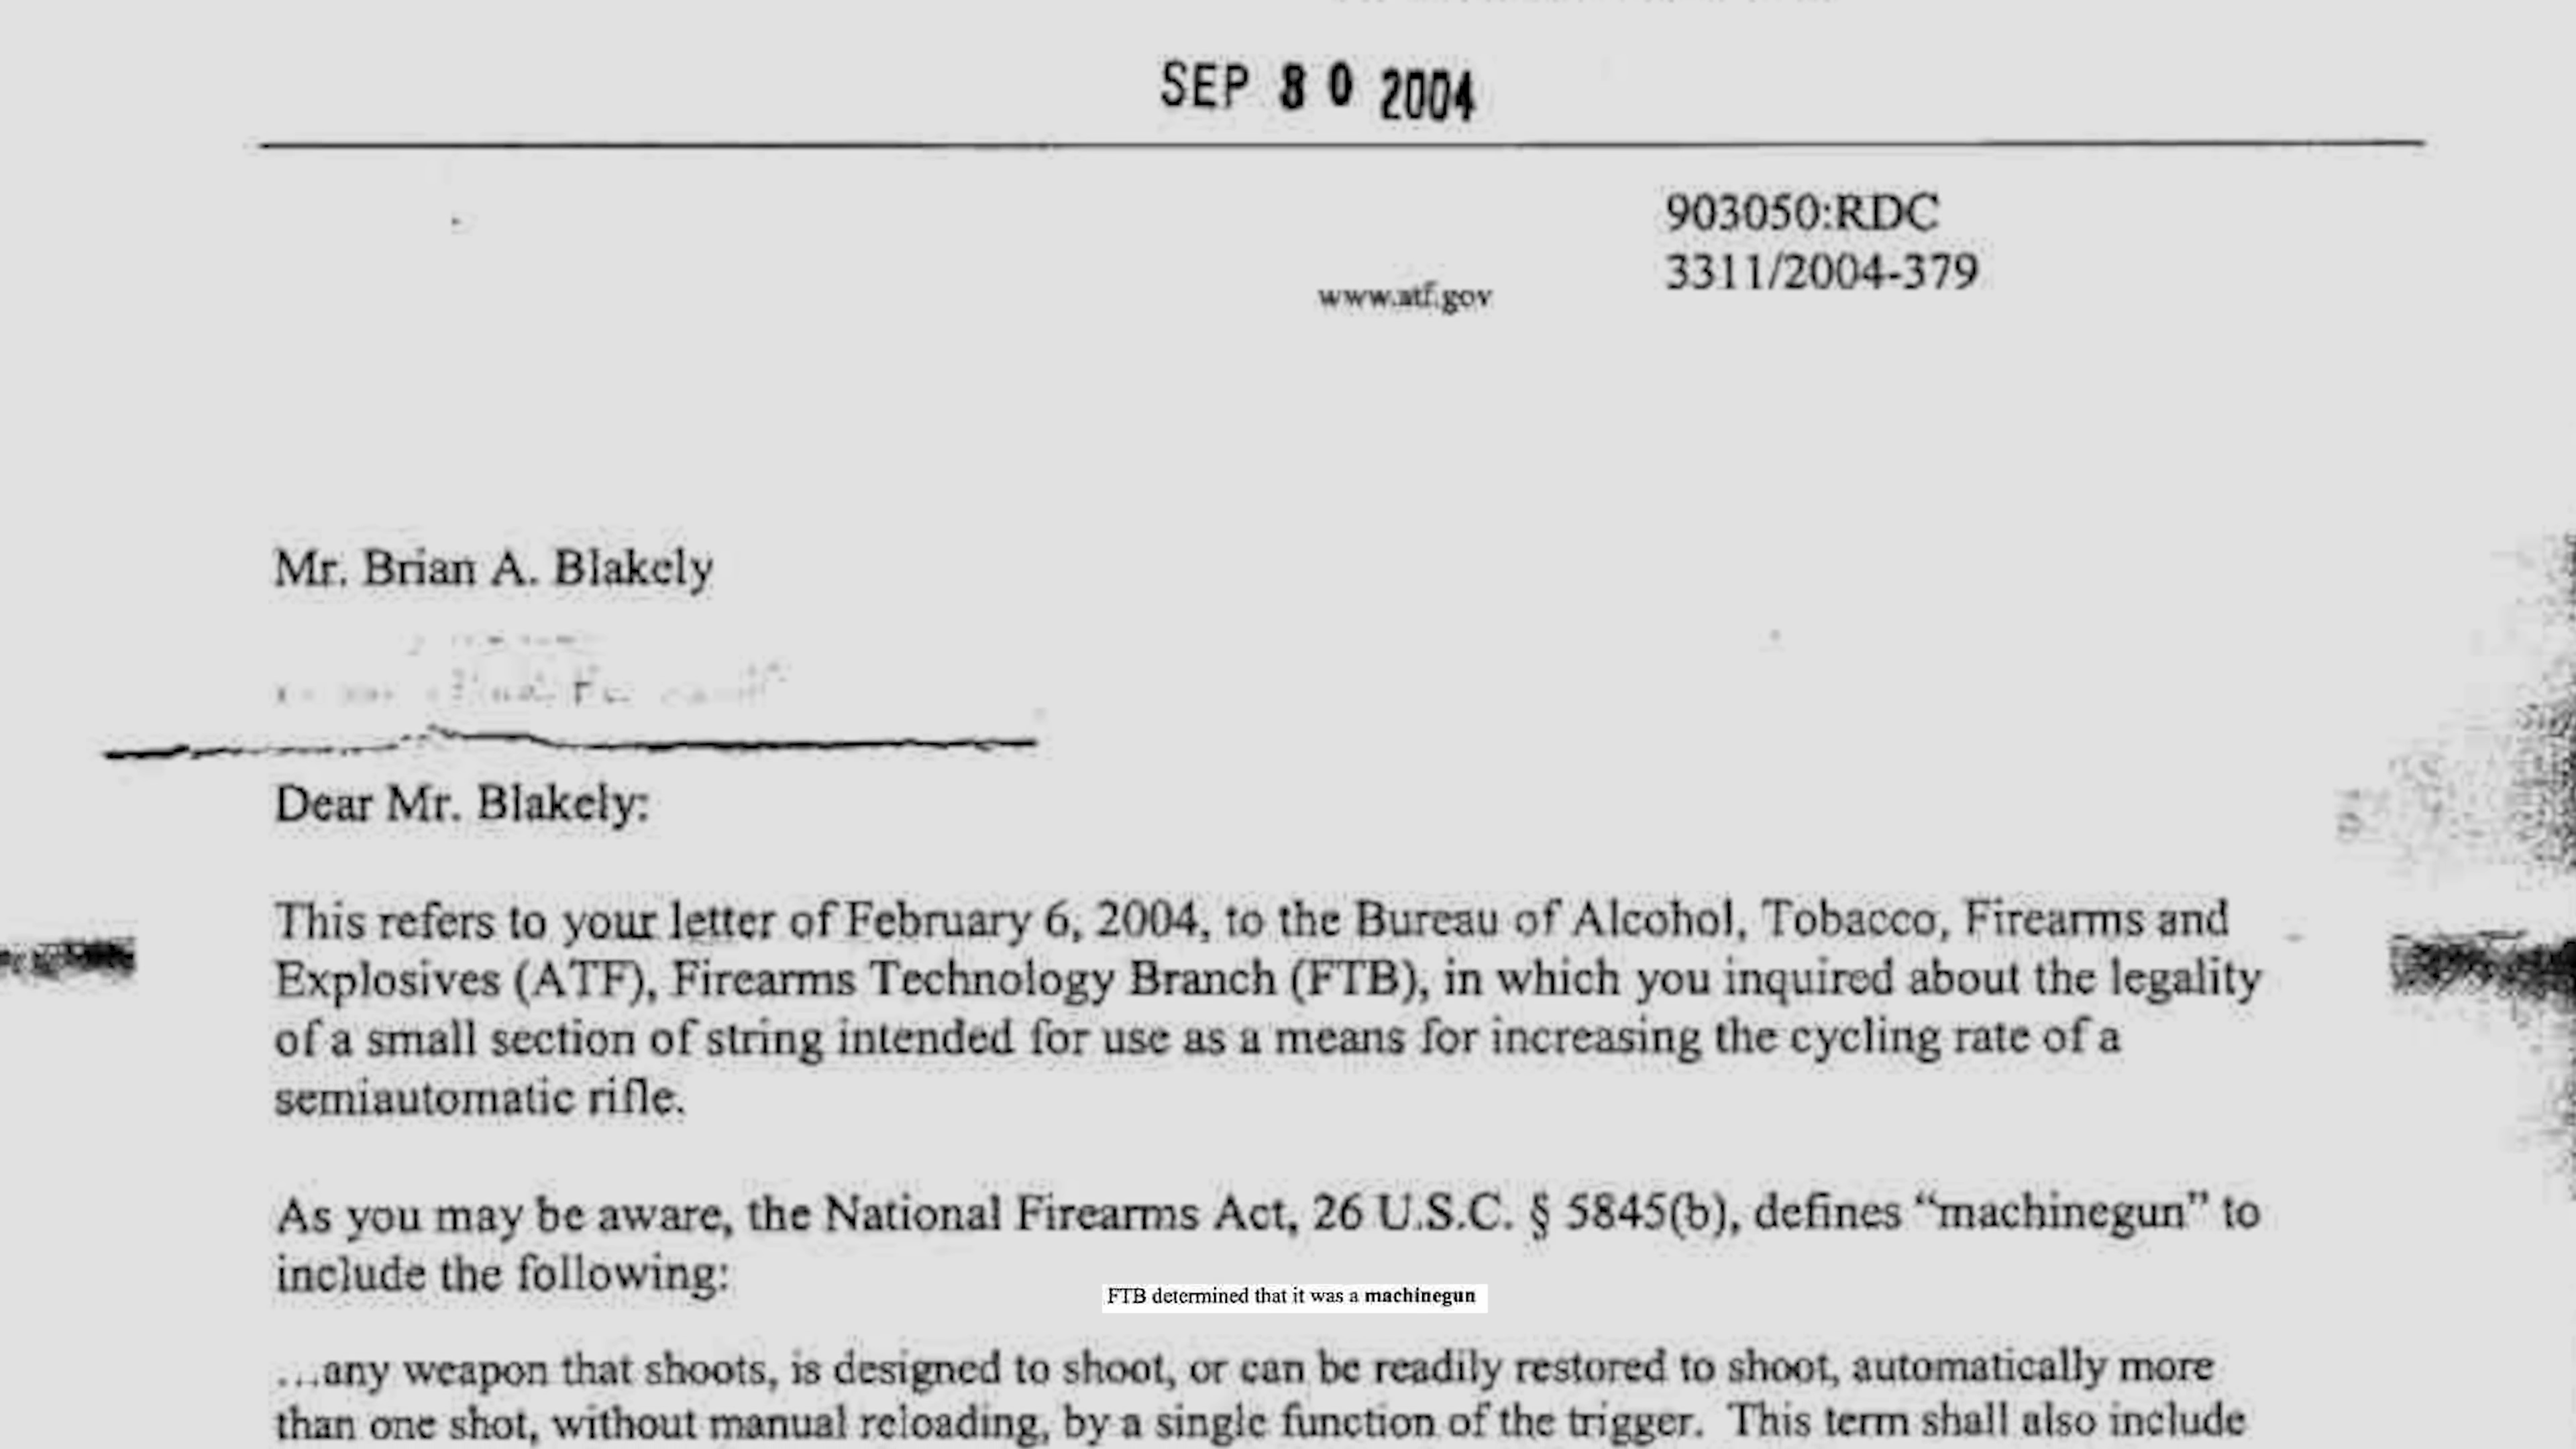 SEP 80 2004
903050:RDC
3311/2004-379
www.atf.gov
Mr. Brian A. Blakely
Dear Mr. Blakely:
This refers to your letter of February 6, 2004, to the Bureau of Alcohol, Tobacco, Firearms and
Explosives (ATF), Firearms Technology Branch (FTB), in which you inquired about the legality
of a small section of string intended for use as a means for increasing the cycling rate of a
semiautomatic rifle.
As you may be aware, the National Firearms Act, 26 U.S.C. § 5845(b), defines “machinegun” to
include the following:
FTB determined that it was a machinegun
...any weapon that shoots, is designed to shoot, or can be readily restored to shoot, automatically more
than one shot, without manual reloading, by a single function of the trigger. This term shall also include